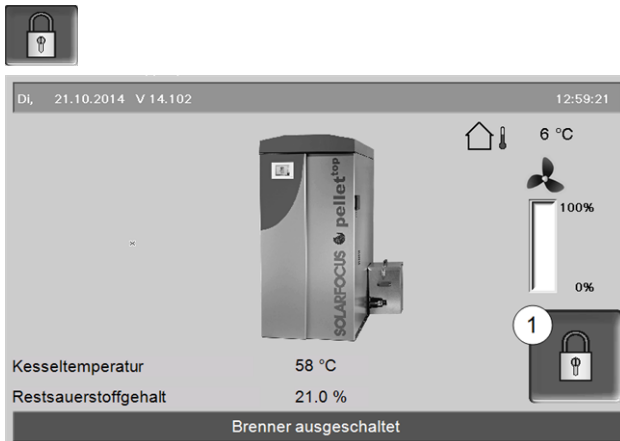 Di, 21.10.2014 V 14.102 12:59:21
6 °C
100%
0%
SOLARFOCUS pellet top
1
Kesseltemperatur 58 °C
Restsauerstoffgehalt 21.0 %
Brenner ausgeschaltet